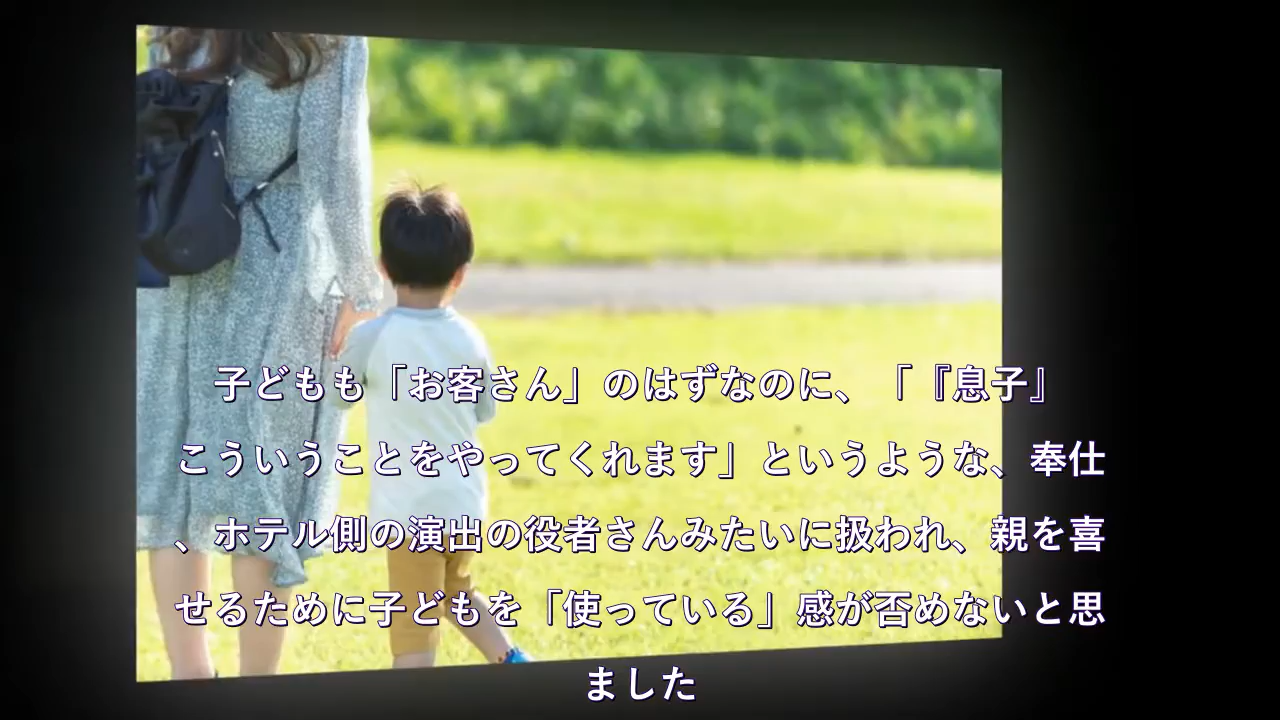 子どもも「お客さん」のはずなのに、「『息子』
こういうことをやってくれます」というような、奉仕
、ホテル側の演出の役者さんみたいに扱われ、親を喜
せるために子どもを「使っている」感が否めないと思
ました